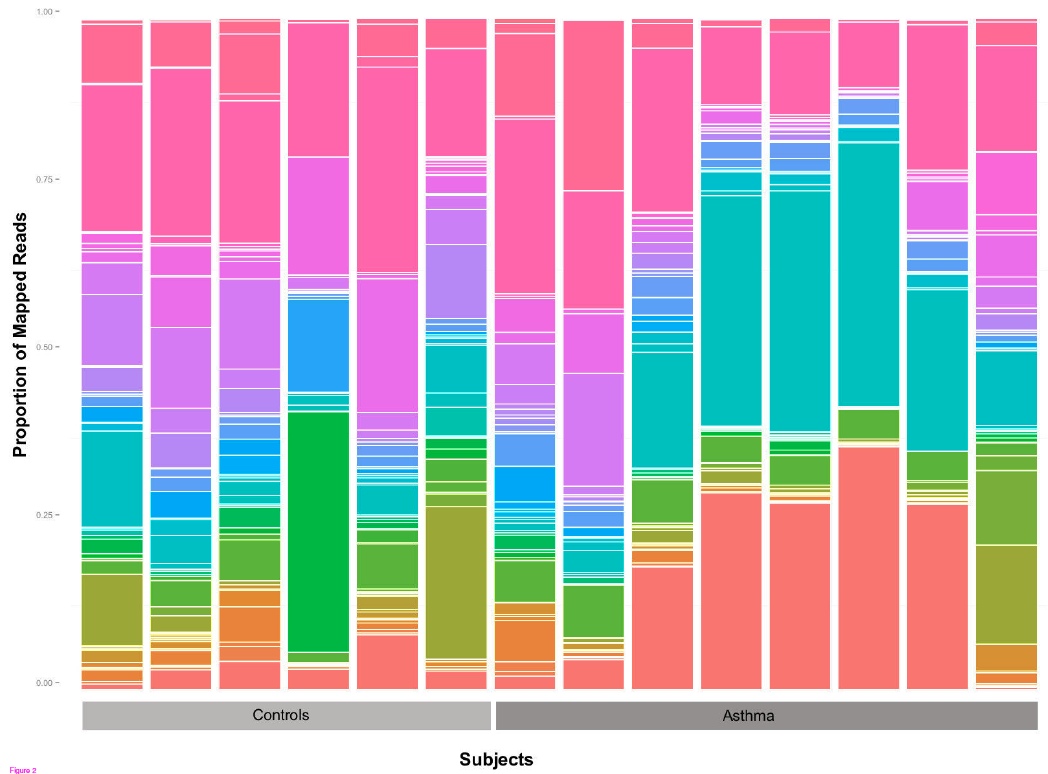 1.00
0.75
0.50
0.25
0.00
Proportion of Mapped Reads
Controls
Asthma
Subjects
Figure 2